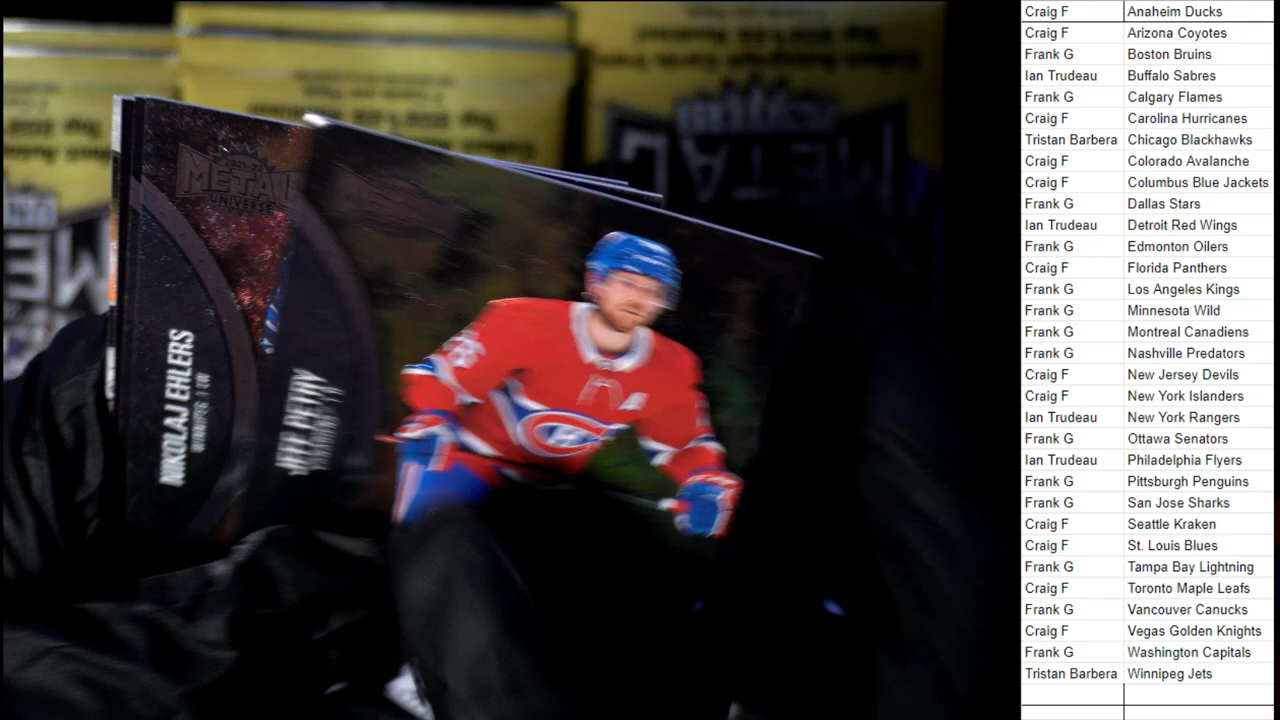 METAL
UNIVERSE
NIKOLAJ EHLERS
WINNIPEG
JEFF PETRY
Craig F Anaheim Ducks
Craig F Arizona Coyotes
Frank G Boston Bruins
Ian Trudeau Buffalo Sabres
Frank G Calgary Flames
Craig F Carolina Hurricanes
Tristan Barbera Chicago Blackhawks
Craig F Colorado Avalanche
Craig F Columbus Blue Jackets
Frank G Dallas Stars
Ian Trudeau Detroit Red Wings
Frank G Edmonton Oilers
Craig F Florida Panthers
Frank G Los Angeles Kings
Frank G Minnesota Wild
Frank G Montreal Canadiens
Frank G Nashville Predators
Craig F New Jersey Devils
Craig F New York Islanders
Ian Trudeau New York Rangers
Frank G Ottawa Senators
Ian Trudeau Philadelphia Flyers
Frank G Pittsburgh Penguins
Frank G San Jose Sharks
Craig F Seattle Kraken
Craig F St. Louis Blues
Frank G Tampa Bay Lightning
Craig F Toronto Maple Leafs
Frank G Vancouver Canucks
Craig F Vegas Golden Knights
Frank G Washington Capitals
Tristan Barbera Winnipeg Jets